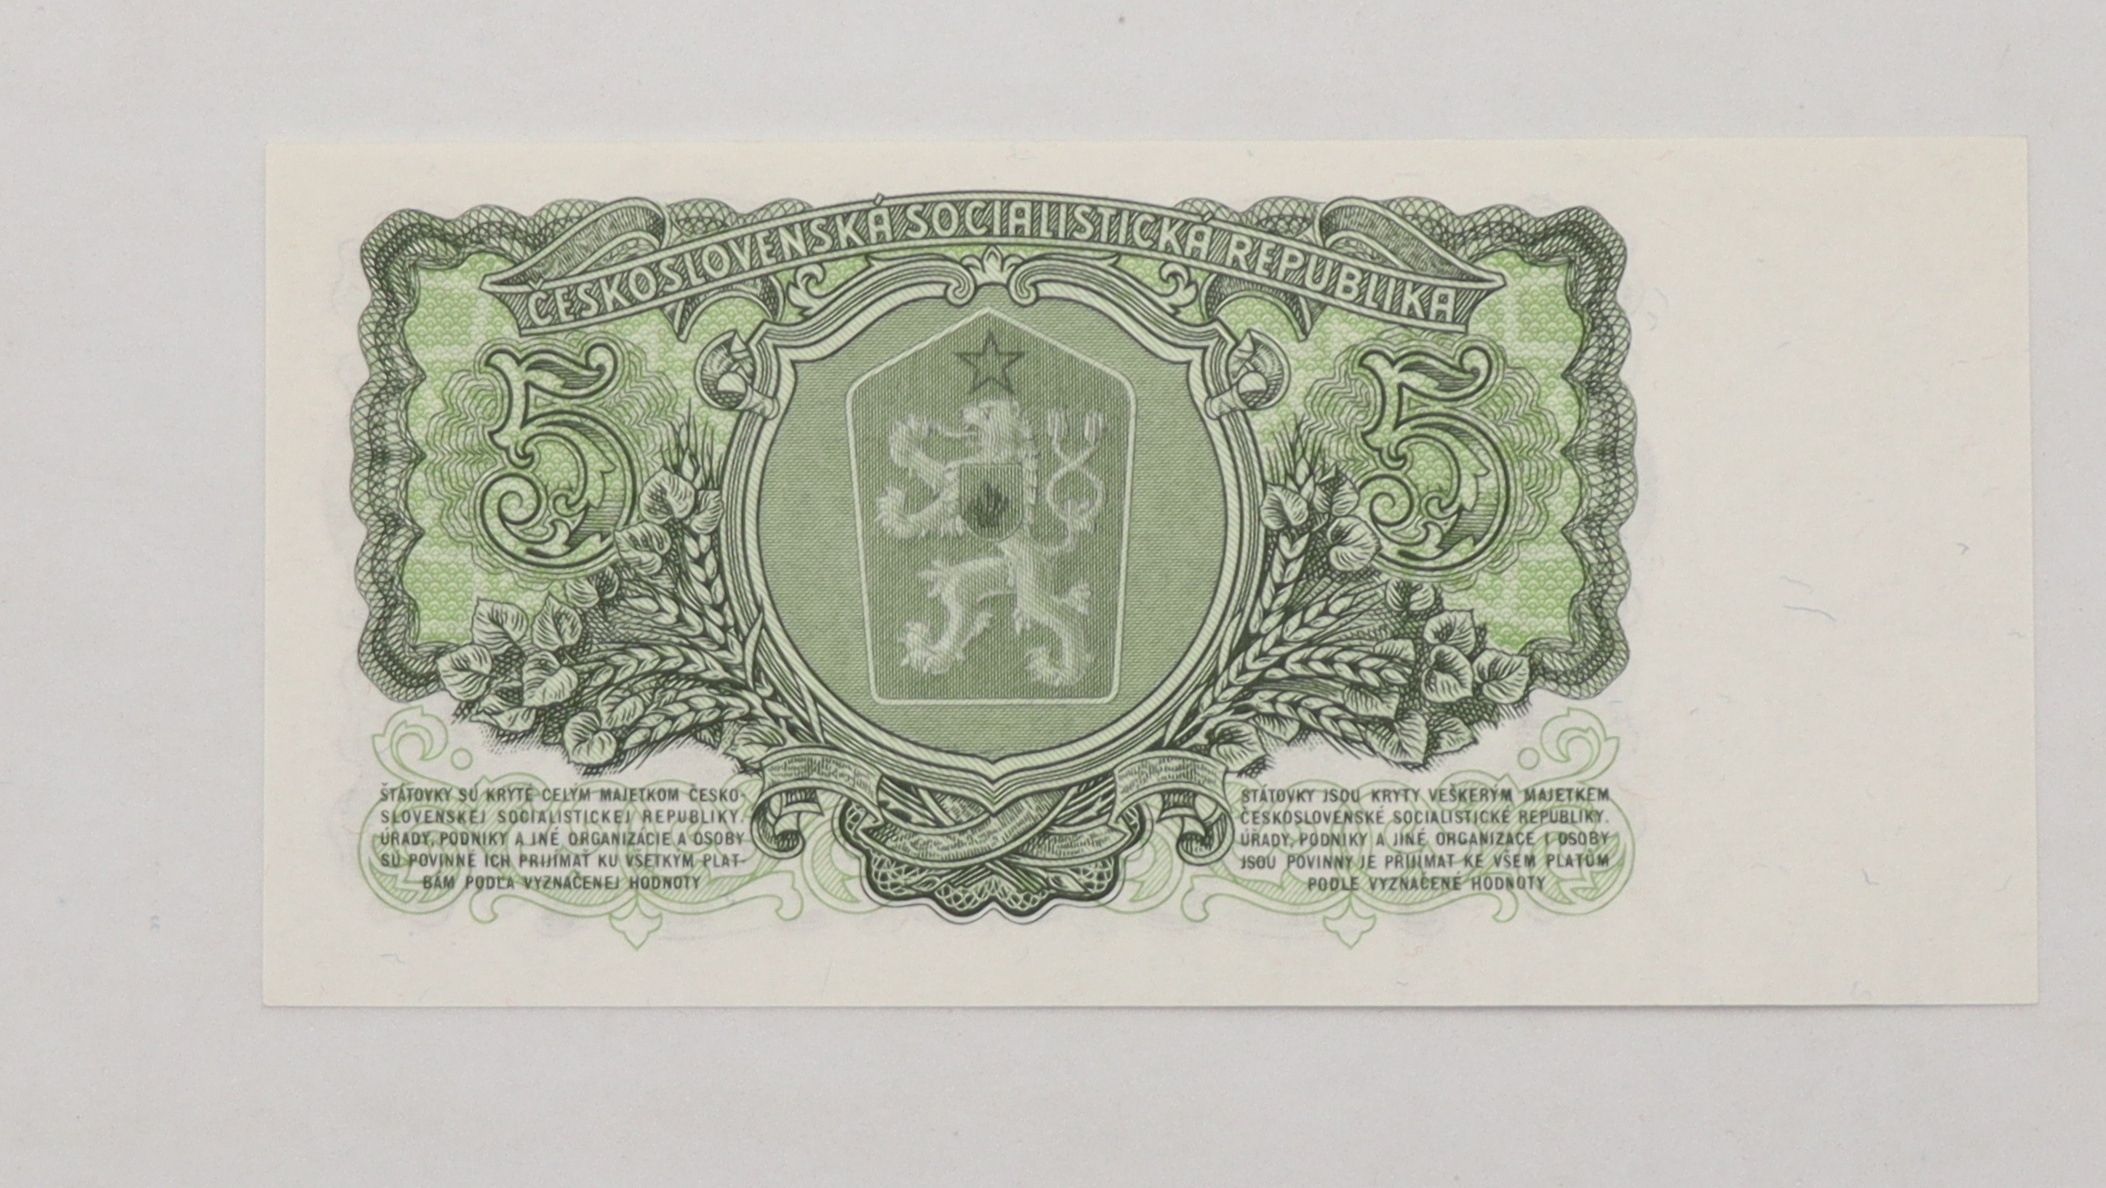 ČESKOSLOVENSKÁ SOCIALISTICKÁ REPUBLIKA
5
5
ŠTÁTOVKY SÚ KRYTÉ CELÝM MAJETKOM ČESKO-
SLOVENSKEJ SOCIALISTICKEJ REPUBLIKY.
ÚRADY, PODNIKY A INÉ ORGANIZÁCIE A OSOBY
SÚ POVINNÉ ICH PRIJÍMAŤ KU VŠETKÝM PLAT-
BÁM PODĽA VYZNAČENEJ HODNOTY
STÁTOVKY JSOU KRYTY VEŠKERÝM MAJETKEM
ČESKOSLOVENSKÉ SOCIALISTICKÉ REPUBLIKY.
ÚŘADY, PODNIKY A JINÉ ORGANIZACE I OSOBY
JSOU POVINNY JE PŘIJÍMAT KE VŠEM PLATŮM
PODLE VYZNAČENÉ HODNOTY